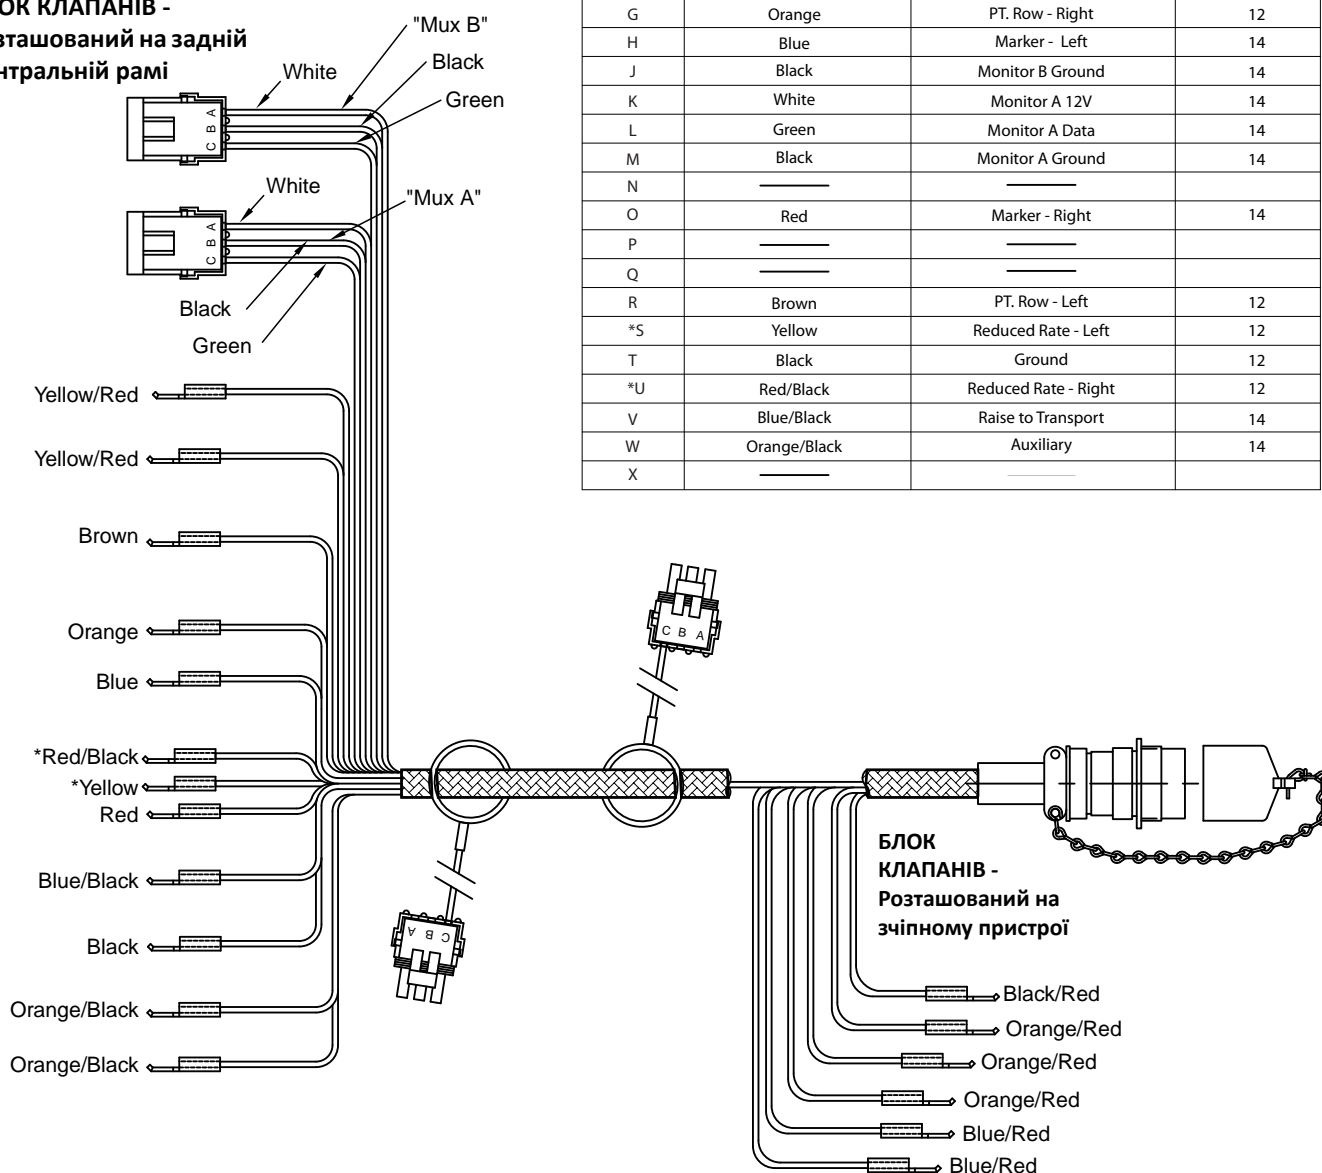 ОК КЛАПАНІВ -
зташований на задній
нтральній рамі
"Mux B"
White
Black
Green
C B A
White
"Mux A"
C B A
Black
Green
G Orange PT. Row - Right 12
H Blue Marker - Left 14
J Black Monitor B Ground 14
K White Monitor A 12V 14
L Green Monitor A Data 14
M Black Monitor A Ground 14
N
O Red Marker - Right 14
P
Q
R Brown PT. Row - Left 12
*S Yellow Reduced Rate - Left 12
T Black Ground 12
*U Red/Black Reduced Rate - Right 12
V Blue/Black Raise to Transport 14
W Orange/Black Auxiliary 14
X
Yellow/Red
Yellow/Red
Brown
Orange
Blue
*Red/Black
*Yellow
Red
Blue/Black
Black
Orange/Black
Orange/Black
C B A
C B A
БЛОК
КЛАПАНІВ -
Розташований на
зчіпному пристрої
Black/Red
Orange/Red
Orange/Red
Orange/Red
Blue/Red
Blue/Red